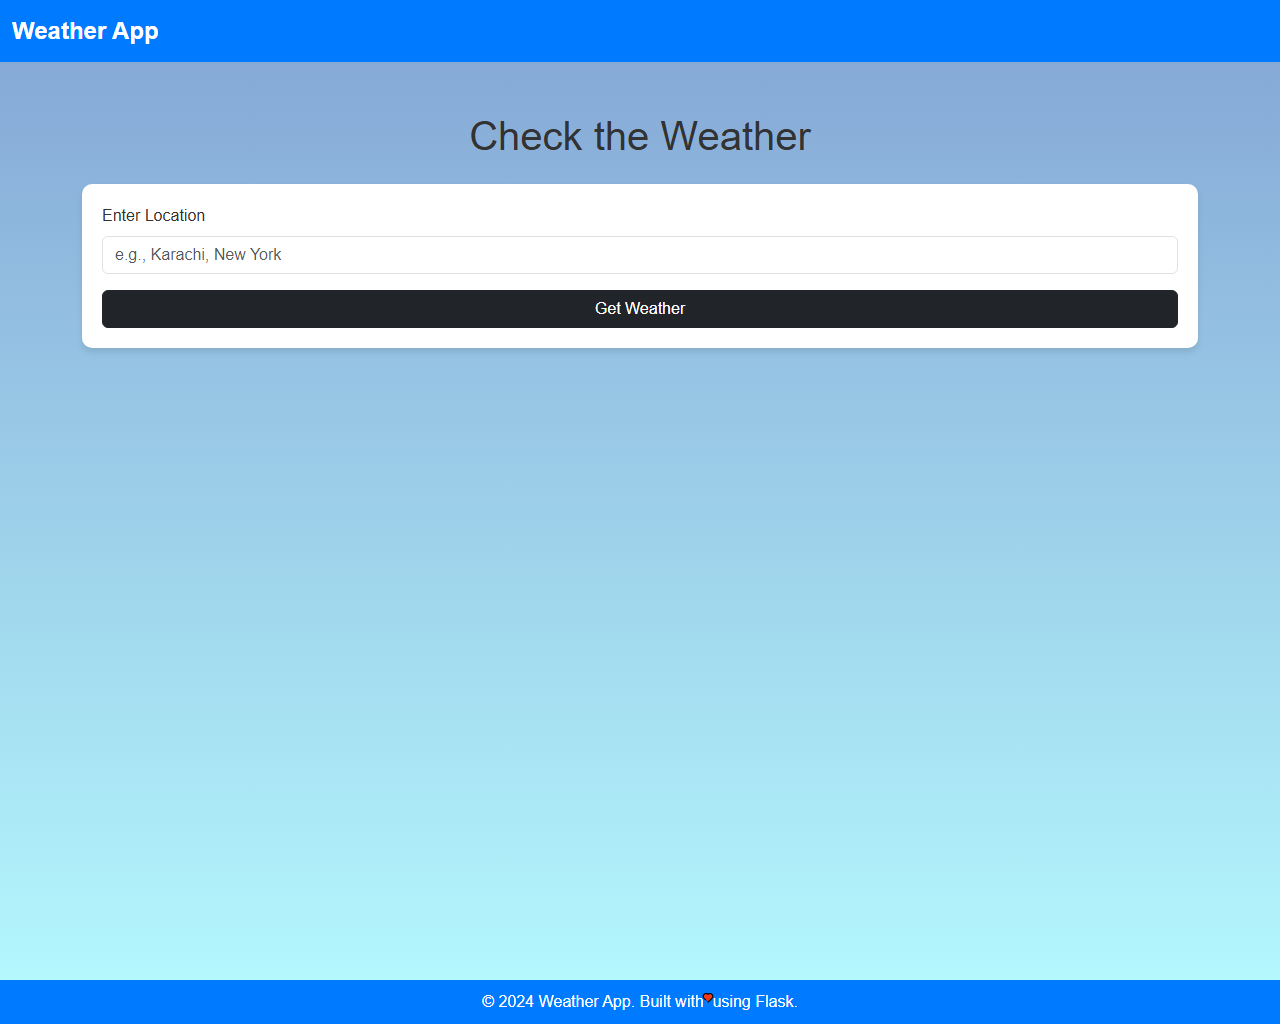 Weather App
Check the Weather
Enter Location
e.g., Karachi, New York
Get Weather
© 2024 Weather App. Built with❤using Flask.